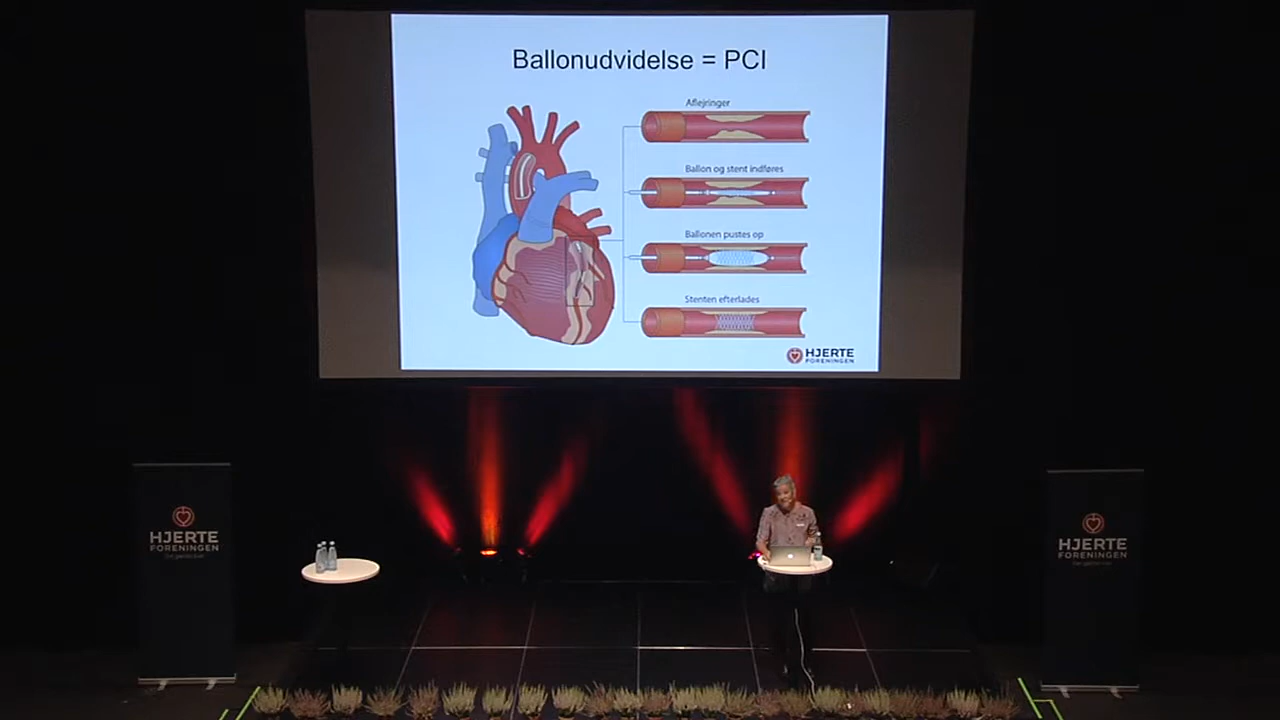 Ballonudvidelse = PCI
Aflejringer
Ballon og stent indføres
Ballonen pustes op
Stenten efterlades
HJERTE
FORENINGEN
HJERTE
FORENINGEN
HJERTE
FORENINGEN